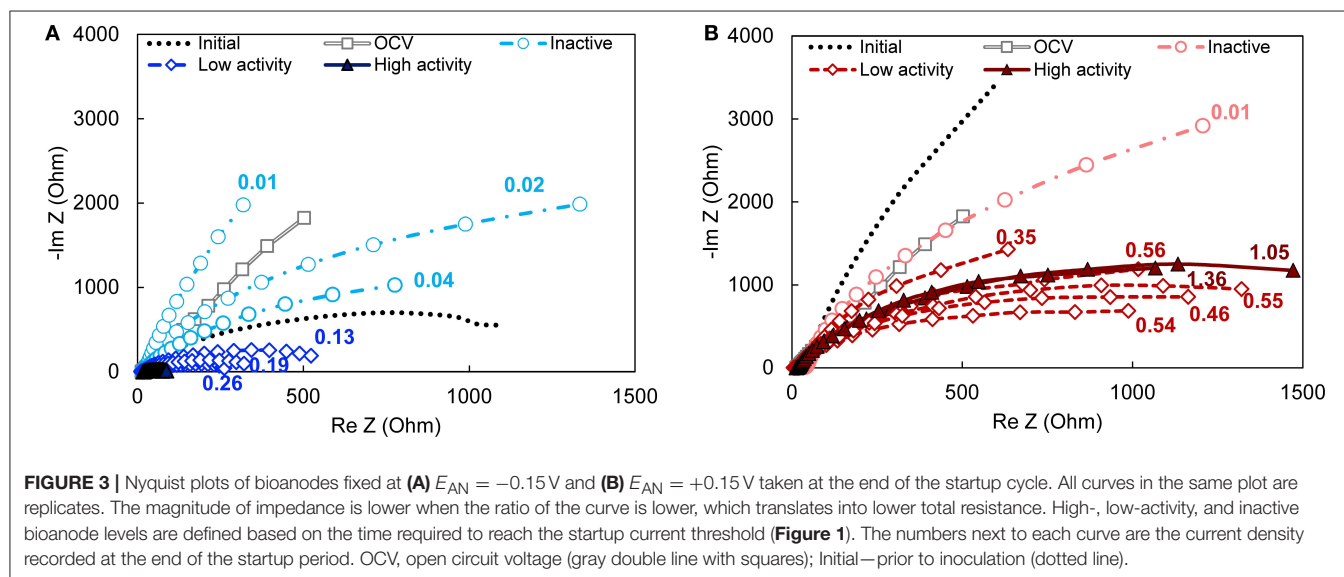 A
4000
3000
2000
1000
0
-Im Z (Ohm)
Initial
OCV
Inactive
Low activity
High activity
0.01
0.02
0.04
0.13
0.19
0.26
0
500
1000
1500
Re Z (Ohm)
B
4000
3000
2000
1000
0
-Im Z (Ohm)
Initial
OCV
Inactive
Low activity
High activity
0.01
0.35
0.56
1.05
1.36
0.55
0.46
0.54
0
500
1000
1500
Re Z (Ohm)
FIGURE 3 | Nyquist plots of bioanodes fixed at (A) EAN = −0.15 V and (B) EAN = +0.15 V taken at the end of the startup cycle. All curves in the same plot are
replicates. The magnitude of impedance is lower when the ratio of the curve is lower, which translates into lower total resistance. High-, low-activity, and inactive
bioanode levels are defined based on the time required to reach the startup current threshold (Figure 1). The numbers next to each curve are the current density
recorded at the end of the startup period. OCV, open circuit voltage (gray double line with squares); Initial—prior to inoculation (dotted line).